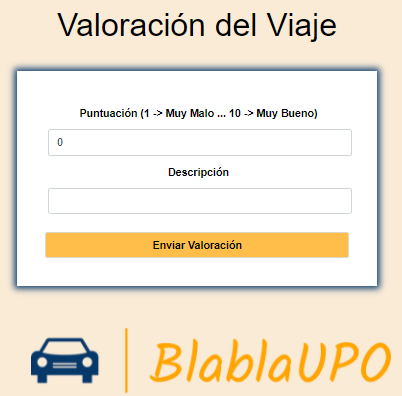 Valoración del Viaje
Puntuación (1 -> Muy Malo ... 10 -> Muy Bueno)
0
Descripción
Enviar Valoración
BlablaUPO